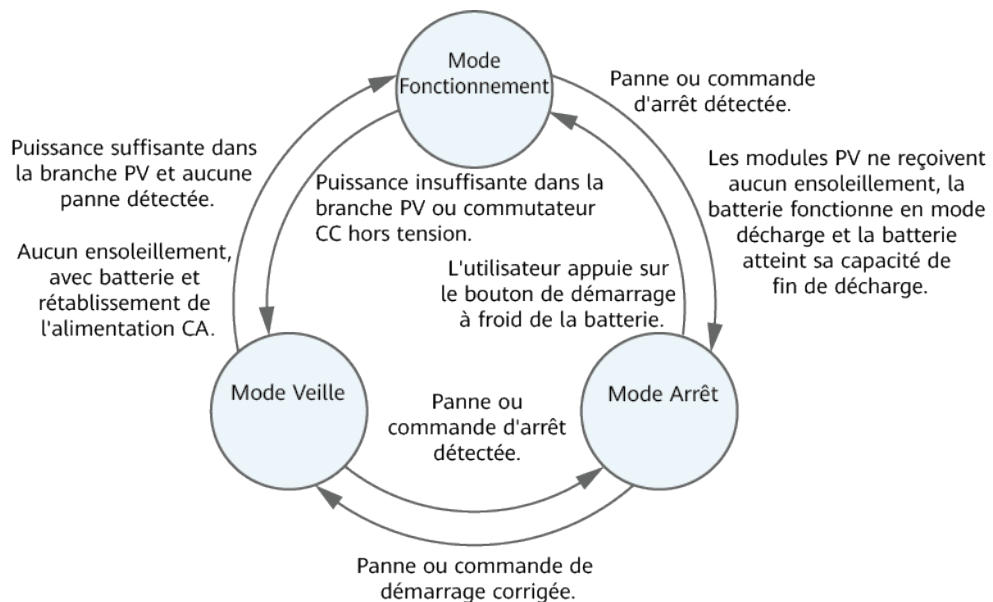 Mode
Fonctionnement
Panne ou commande
d'arrêt détectée.
Puissance suffisante dans
la branche PV et aucune
panne détectée.
Les modules PV ne reçoivent
aucun ensoleillement, la
batterie fonctionne en mode
décharge et la batterie
atteint sa capacité de
fin de décharge.
Puissance insuffisante dans la
branche PV ou commutateur
CC hors tension.
Aucun ensoleillement,
avec batterie et
rétablissement de
l'alimentation CA.
L'utilisateur appuie sur
le bouton de démarrage
à froid de la batterie.
Mode Veille
Mode Arrêt
Panne ou
commande d'arrêt
détectée.
Panne ou commande de
démarrage corrigée.